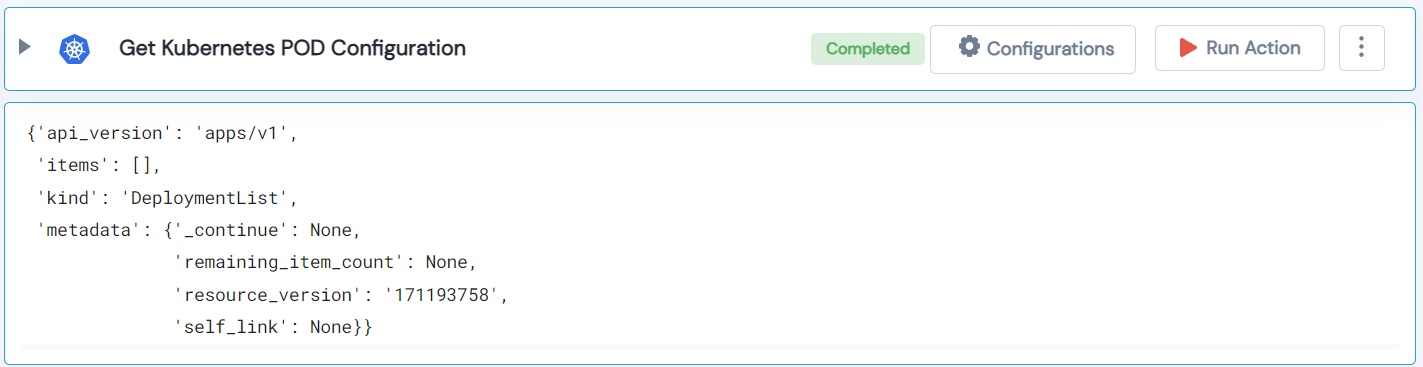 Get Kubernetes POD Configuration Completed Configurations Run Action
{'api_version': 'apps/v1',
 'items': [],
 'kind': 'DeploymentList',
 'metadata': {'_continue': None,
              'remaining_item_count': None,
              'resource_version': '171193758',
              'self_link': None}}